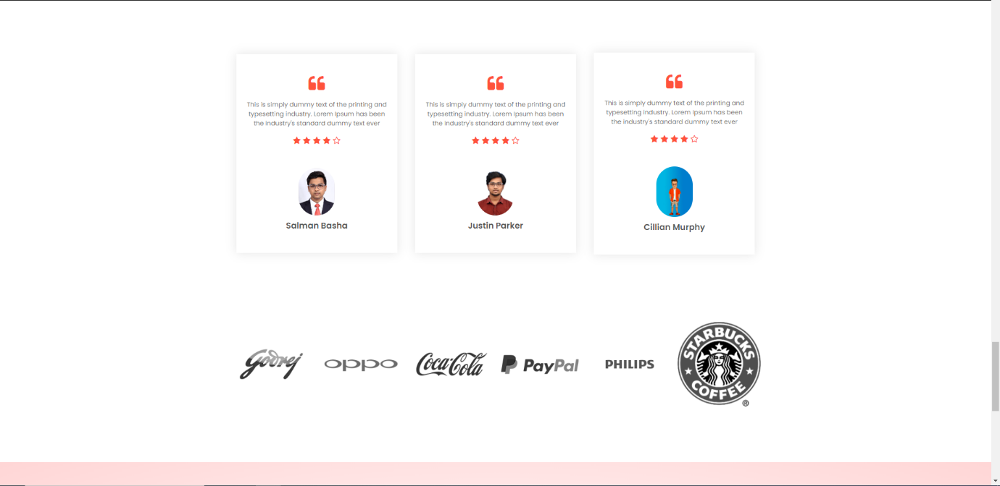 This is simply dummy text of the printing and
typesetting industry. Lorem Ipsum has been
the industry's standard dummy text ever
Salman Basha
This is simply dummy text of the printing and
typesetting industry. Lorem Ipsum has been
the industry's standard dummy text ever
Justin Parker
This is simply dummy text of the printing and
typesetting industry. Lorem Ipsum has been
the industry's standard dummy text ever
Cillian Murphy
Godrej
oppo
Coca-Cola
PayPal
PHILIPS
STARBUCKS
COFFEE
®